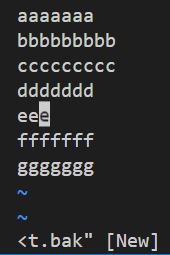 aaaaaaa
bbbbbbbbb
ccccccccc
ddddddd
eee
fffffff
ggggggg
~
~
<t.bak" [New]